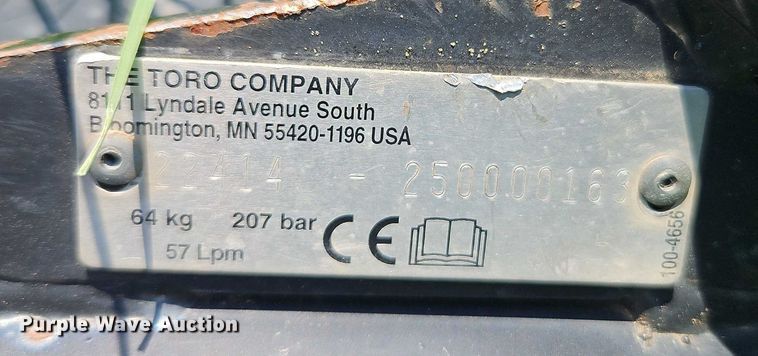 THE TORO COMPANY
8111 Lyndale Avenue South
Bloomington, MN 55420-1196 USA
22414 - 250000163
64 kg 207 bar
57 Lpm
CE
100-4656
Purple Wave Auction